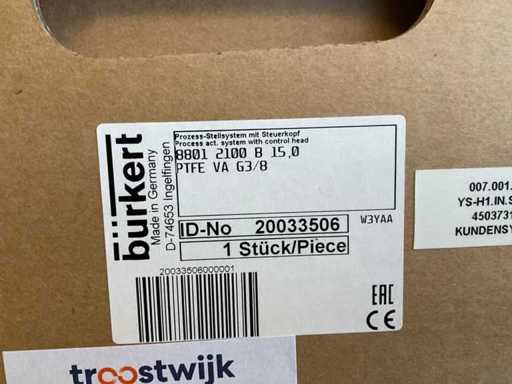 bürkert
Made in Germany
D-74653 Ingelfingen
Prozess-Stellsystem mit Steuerkopf
Process act. system with control head
8801 2100 B 15,0
PTFE VA G3/8
W3YAA
ID-No 20033506
1 Stück/Piece
20033506000001
EAC
CE
troostwijk
007.001.
YS-H1.IN.S
4503731
KUNDENSY